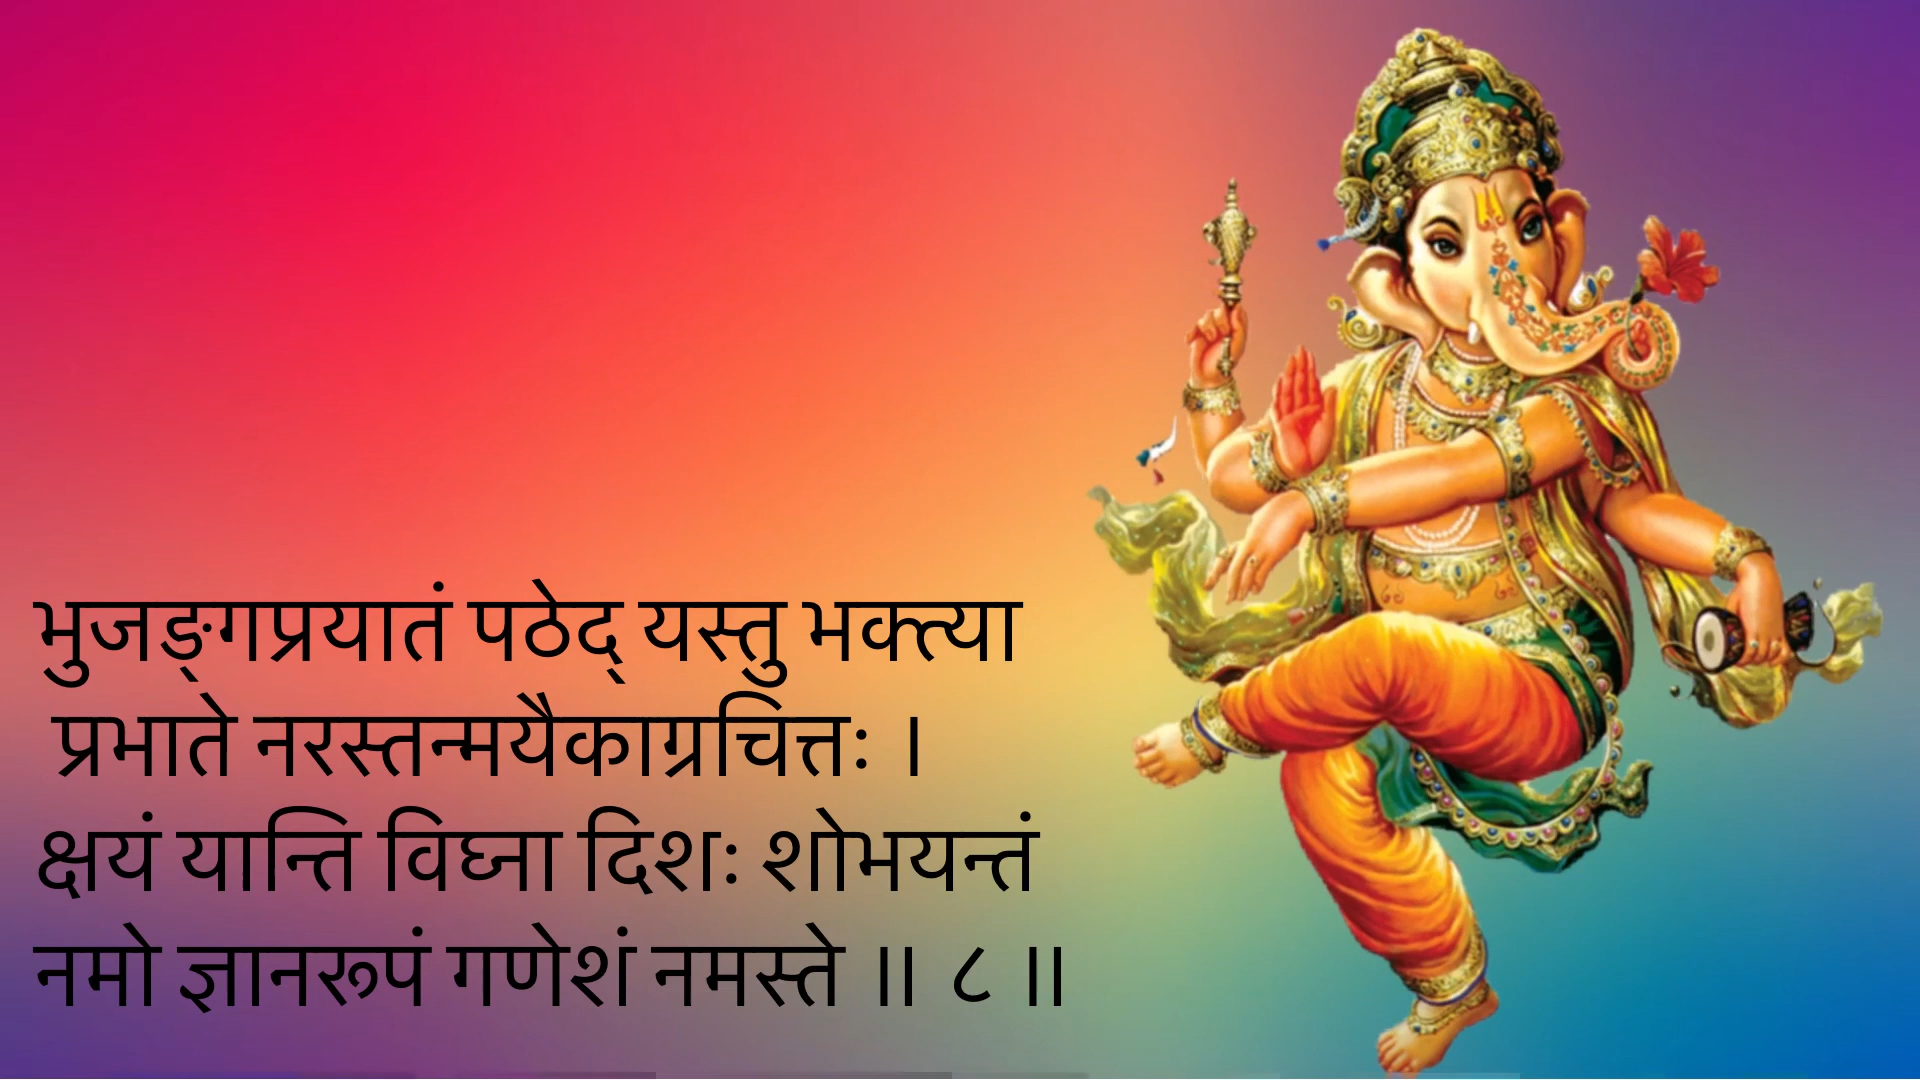 भुजङ्गप्रयातं पठेद् यस्तु भक्त्या
प्रभाते नरस्तन्मयैकाग्रचित्तः ।
क्षयं यान्ति विघ्ना दिशः शोभयन्तं
नमो ज्ञानरूपं गणेशं नमस्ते ॥ ८ ॥